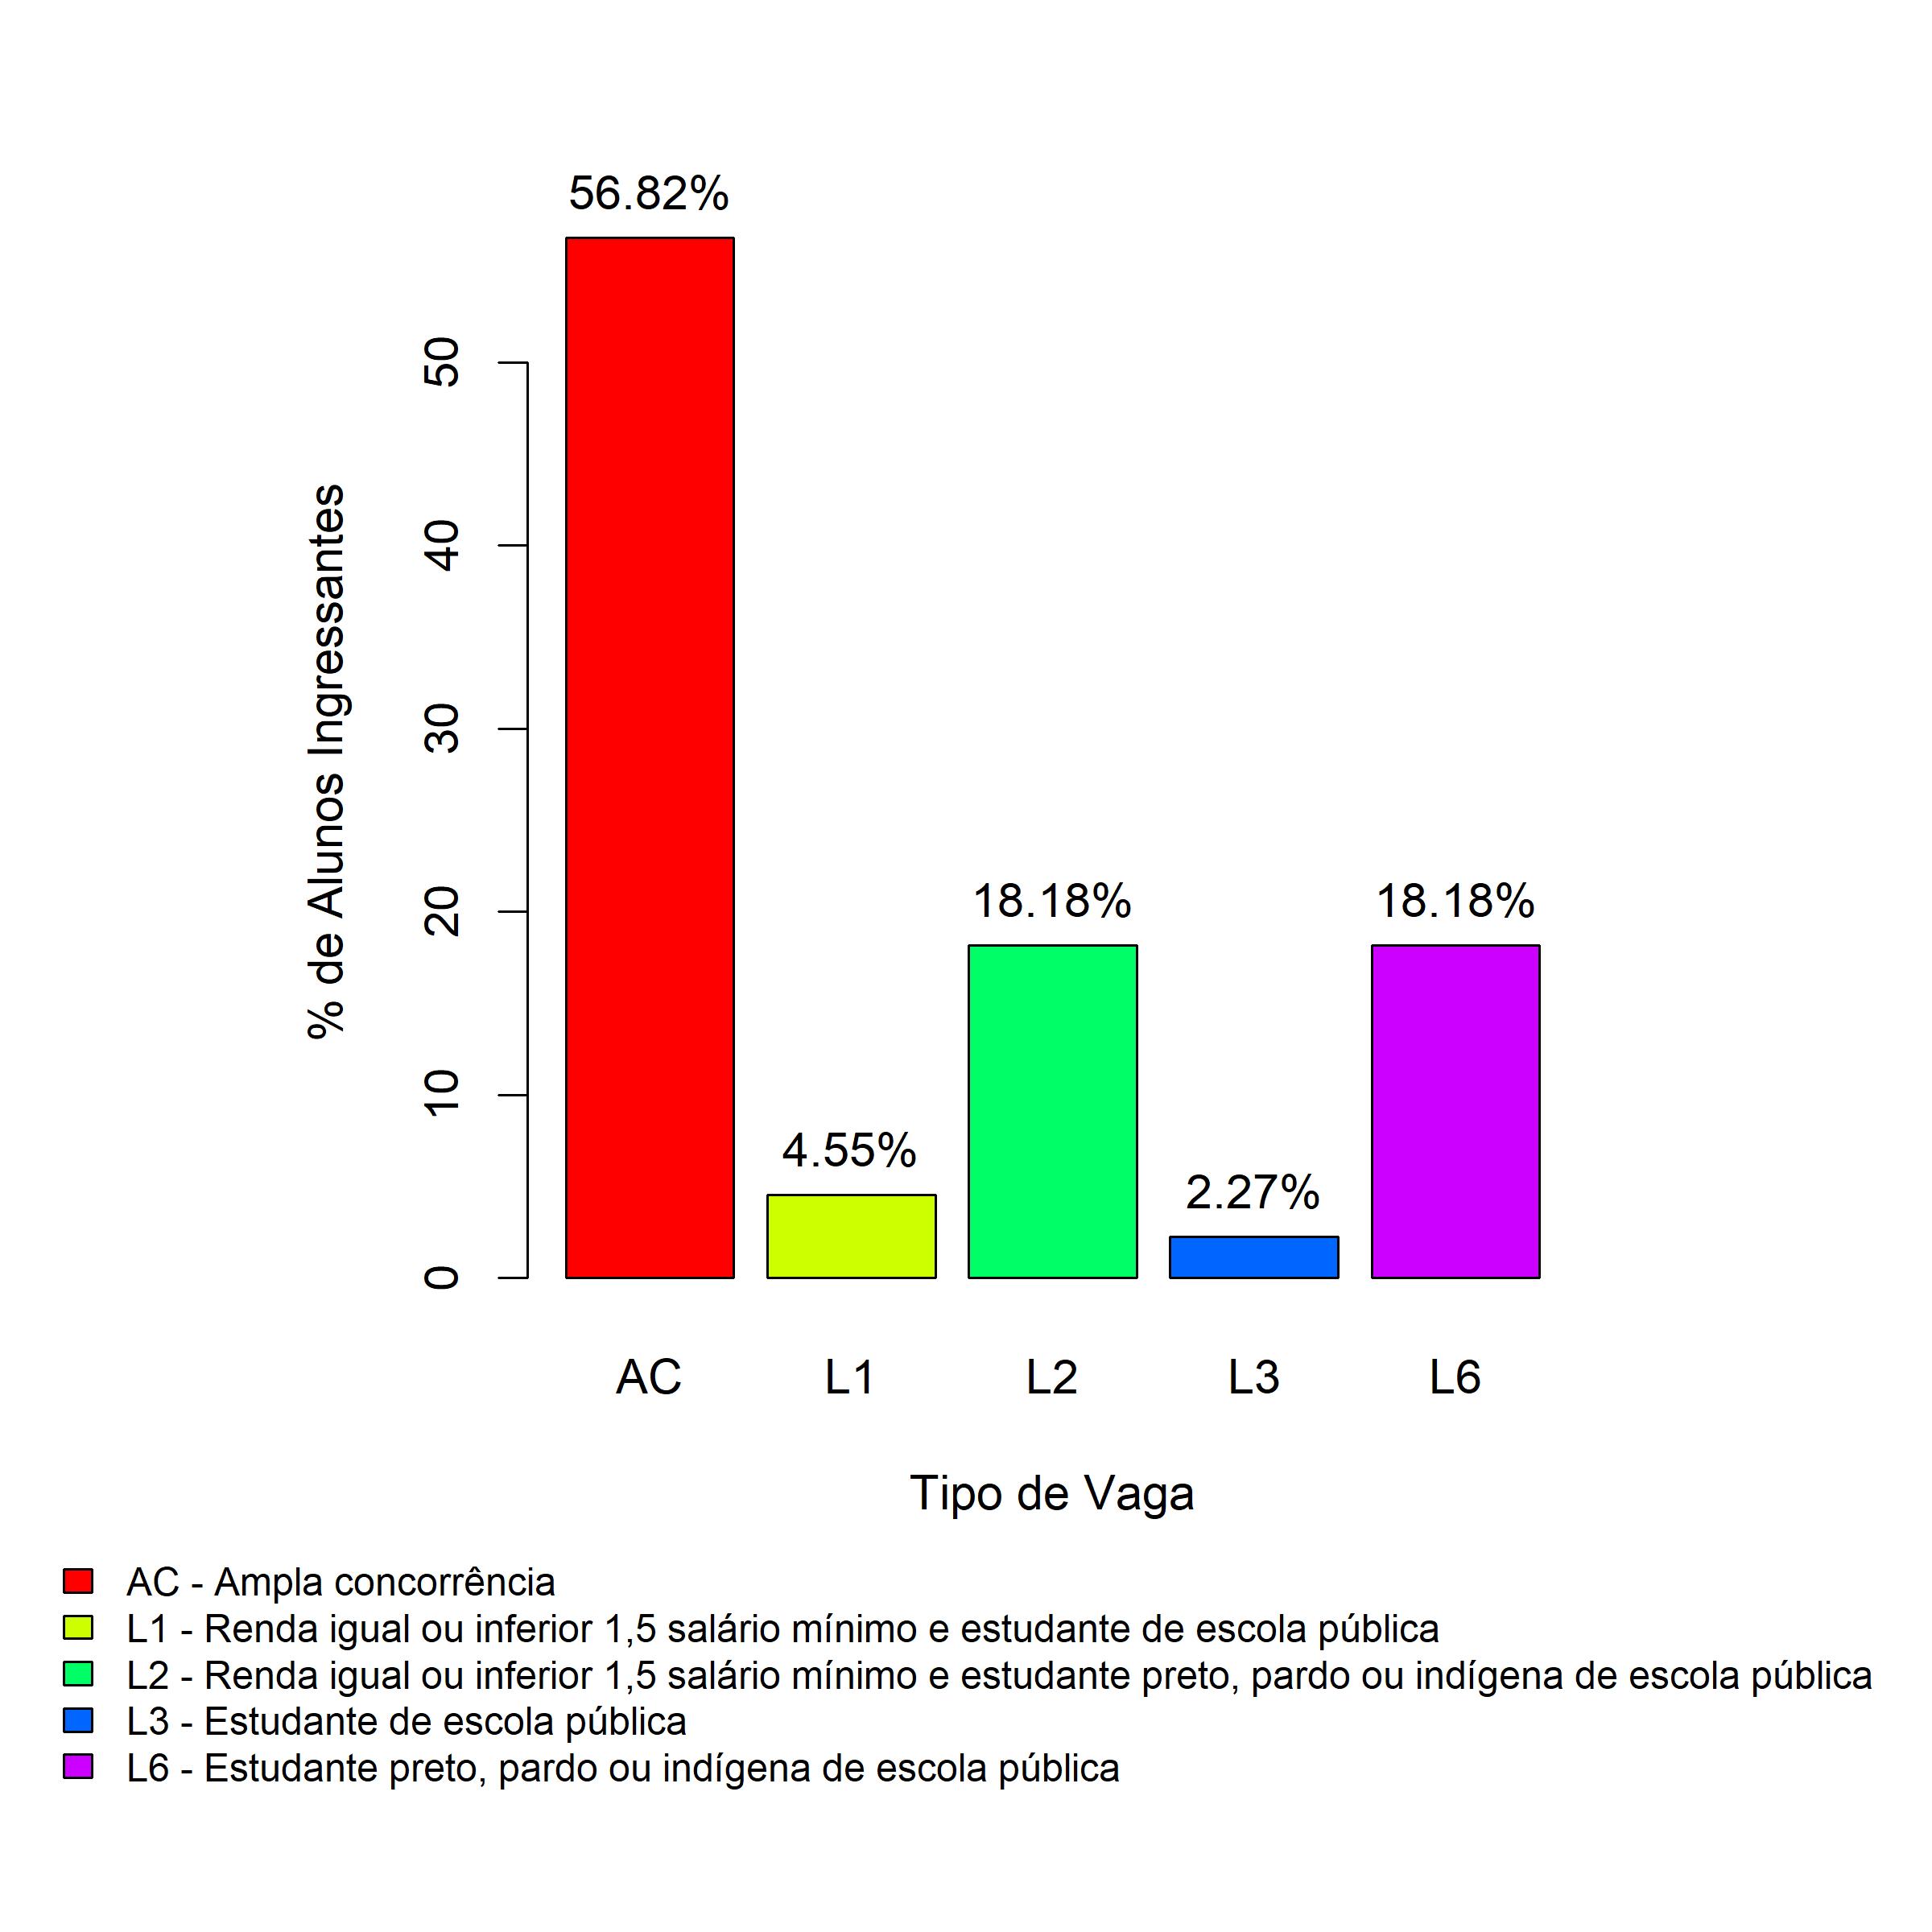 56.82%
50
40
30
20
10
0
% de Alunos Ingressantes
18.18%
18.18%
4.55%
2.27%
AC
L1
L2
L3
L6
Tipo de Vaga
AC - Ampla concorrência
L1 - Renda igual ou inferior 1,5 salário mínimo e estudante de escola pública
L2 - Renda igual ou inferior 1,5 salário mínimo e estudante preto, pardo ou indígena de escola pública
L3 - Estudante de escola pública
L6 - Estudante preto, pardo ou indígena de escola pública